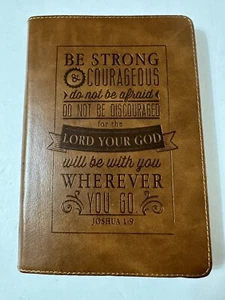 BE STRONG
& COURAGEOUS
do not be afraid
DO NOT BE DISCOURAGED
for the
LORD YOUR GOD
will be with you
WHEREVER
YOU GO.
JOSHUA 1:9